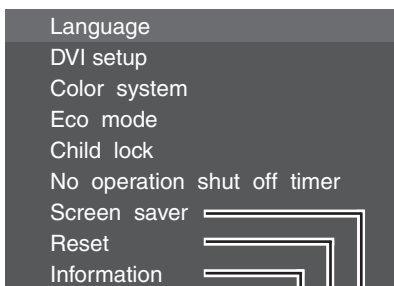 Language
DVI setup
Color system
Eco mode
Child lock
No operation shut off timer
Screen saver
Reset
Information